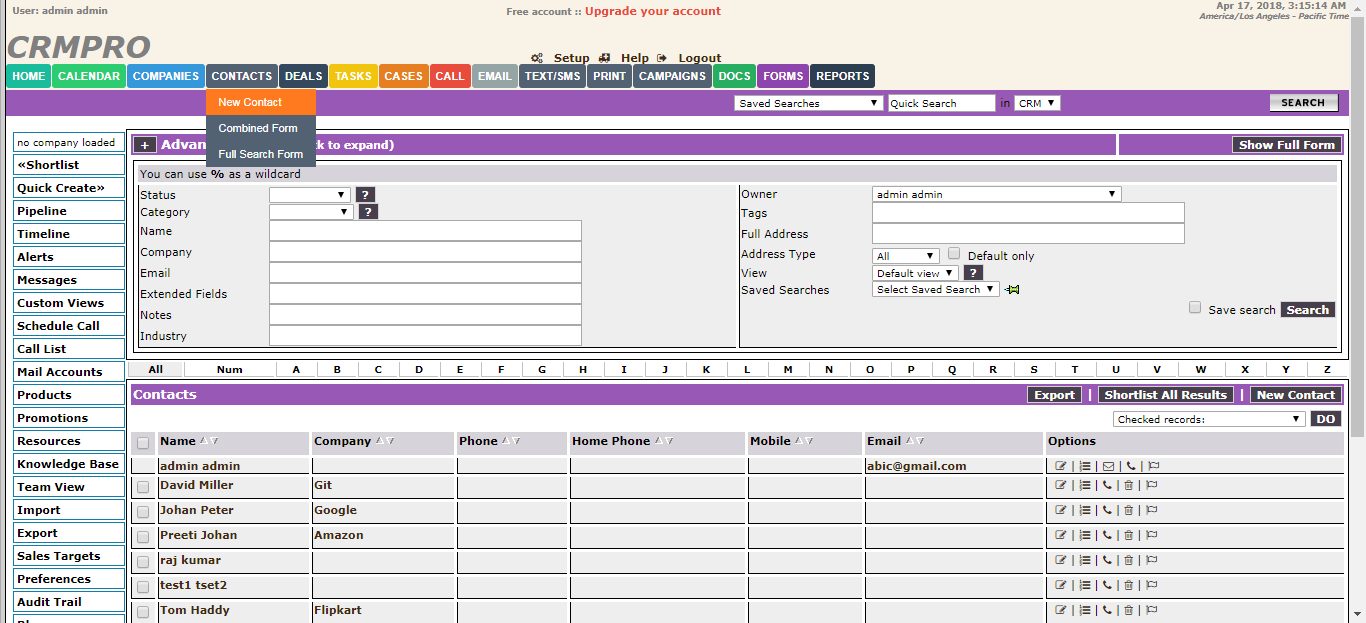 User: admin admin
Free account :: Upgrade your account
Apr 17, 2018, 3:15:14 AM
America/Los Angeles - Pacific Time
CRMPRO
Setup Help Logout
HOME CALENDAR COMPANIES CONTACTS DEALS TASKS CASES CALL EMAIL TEXT/SMS PRINT CAMPAIGNS DOCS FORMS REPORTS
New Contact
Combined Form
Full Search Form
Saved Searches Quick Search in CRM SEARCH
no company loaded
«Shortlist
Quick Create»
Pipeline
Timeline
Alerts
Messages
Custom Views
Schedule Call
Call List
Mail Accounts
Products
Promotions
Resources
Knowledge Base
Team View
Import
Export
Sales Targets
Preferences
Audit Trail
+ Advan k to expand) Show Full Form
You can use % as a wildcard
Status ?
Category ?
Name
Company
Email
Extended Fields
Notes
Industry
Owner admin admin
Tags
Full Address
Address Type All Default only
View Default view ?
Saved Searches Select Saved Search
Save search Search
All Num A B C D E F G H I J K L M N O P Q R S T U V W X Y Z
Contacts Export | Shortlist All Results | New Contact
Checked records: DO
Name Company Phone Home Phone Mobile Email Options
admin admin abic@gmail.com
David Miller Git
Johan Peter Google
Preeti Johan Amazon
raj kumar
test1 tset2
Tom Haddy Flipkart